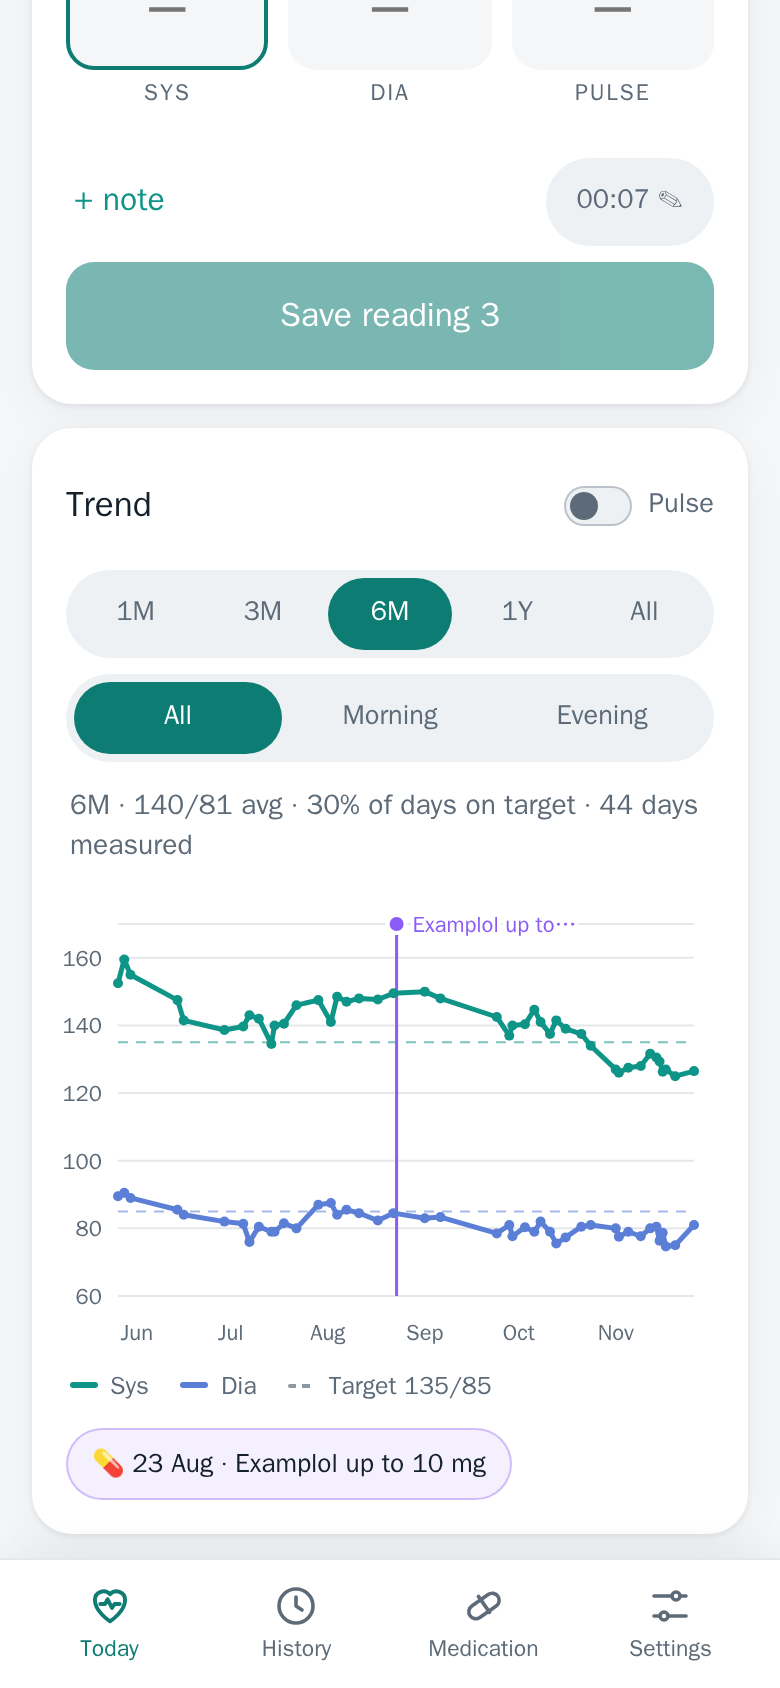 — — —
SYS DIA PULSE
+ note 00:07 ✎
Save reading 3
Trend Pulse
1M 3M 6M 1Y All
All Morning Evening
6M · 140/81 avg · 30% of days on target · 44 days
measured
Examplol up to…
160
140
120
100
80
60
Jun Jul Aug Sep Oct Nov
Sys Dia Target 135/85
💊 23 Aug · Examplol up to 10 mg
Today History Medication Settings